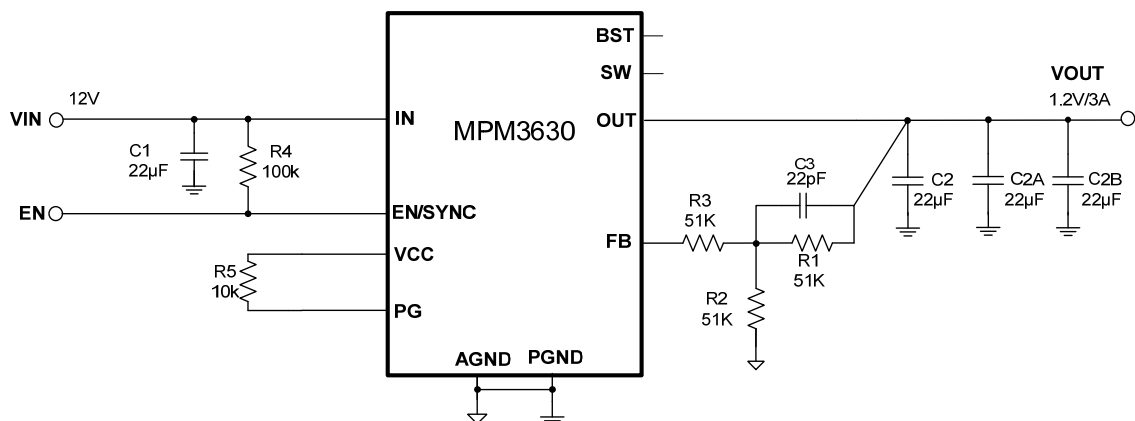 BST
SW
VIN
12V
IN
MPM3630
OUT
VOUT
1.2V/3A
C1
22µF
R4
100k
C3
22pF
C2
22µF
C2A
22µF
C2B
22µF
EN
EN/SYNC
R3
51K
FB
R1
51K
VCC
R5
10k
PG
R2
51K
AGND
PGND